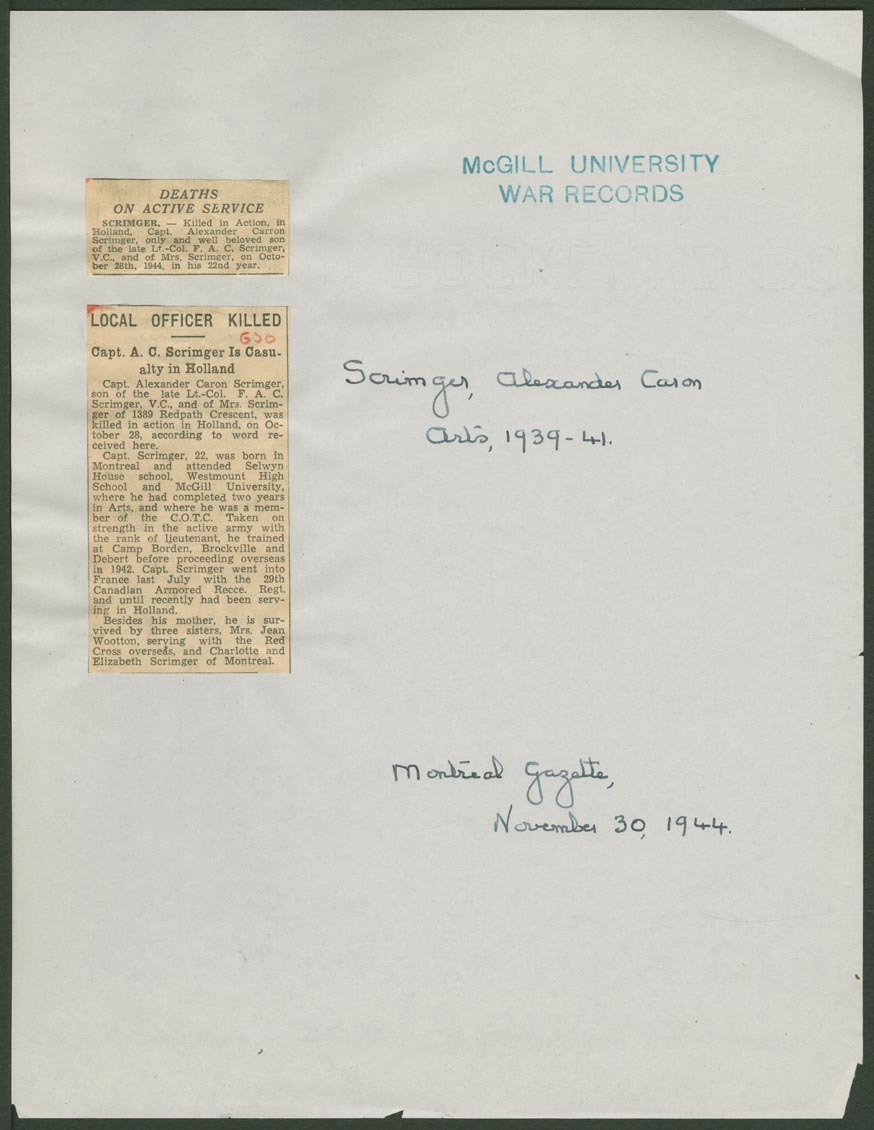 McGILL UNIVERSITY
WAR RECORDS
DEATHS
ON ACTIVE SERVICE
SCRIMGER. — Killed in Action, in
Holland, Capt. Alexander Carron
Scrimger, only and well beloved son
of the late Lt.-Col. F. A. C. Scrimger,
V.C., and of Mrs. Scrimger, on Octo-
ber 28th, 1944, in his 22nd year.
LOCAL OFFICER KILLED
Capt. A. C. Scrimger Is Casu-
alty in Holland
Capt. Alexander Caron Scrimger,
son of the late Lt.-Col. F. A. C.
Scrimger, V.C., and of Mrs. Scrim-
ger of 1389 Redpath Crescent, was
killed in action in Holland, on Oc-
tober 28, according to word re-
ceived here.
Capt. Scrimger, 22, was born in
Montreal and attended Selwyn
House school, Westmount High
School and McGill University,
where he had completed two years
in Arts, and where he was a mem-
ber of the C.O.T.C. Taken on
strength in the active army with
the rank of lieutenant, he trained
at Camp Borden, Brockville and
Debert before proceeding overseas
in 1942. Capt. Scrimger went into
France last July with the 29th
Canadian Armored Recce. Regt.
and until recently had been serv-
ing in Holland.
Besides his mother, he is sur-
vived by three sisters, Mrs. Jean
Wootton, serving with the Red
Cross overseas, and Charlotte and
Elizabeth Scrimger of Montreal.
Scrimger, Alexander Caron
Arts, 1939-41.
Montreal Gazette,
November 30, 1944.